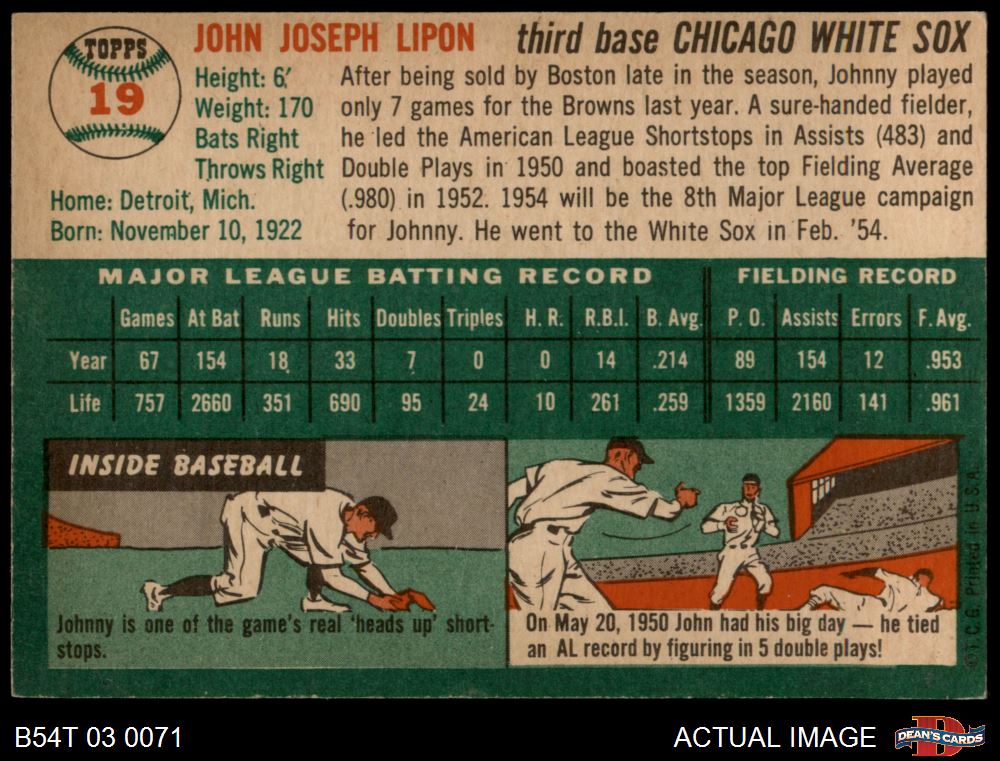 TOPPS
19
JOHN JOSEPH LIPON third base CHICAGO WHITE SOX
Height: 6'
Weight: 170
Bats Right
Throws Right
Home: Detroit, Mich.
Born: November 10, 1922
After being sold by Boston late in the season, Johnny played
only 7 games for the Browns last year. A sure-handed fielder,
he led the American League Shortstops in Assists (483) and
Double Plays in 1950 and boasted the top Fielding Average
(.980) in 1952. 1954 will be the 8th Major League campaign
for Johnny. He went to the White Sox in Feb. '54.
MAJOR LEAGUE BATTING RECORD FIELDING RECORD
Games At Bat Runs Hits Doubles Triples H. R. R.B.I. B. Avg. P. O. Assists Errors F. Avg.
Year 67 154 18 33 7 0 0 14 .214 89 154 12 .953
Life 757 2660 351 690 95 24 10 261 .259 1359 2160 141 .961
INSIDE BASEBALL
Johnny is one of the game's real 'heads up' short-
stops.
On May 20, 1950 John had his big day — he tied
an AL record by figuring in 5 double plays!
© T. C. G. Printed in U. S. A.
B54T 03 0071
ACTUAL IMAGE
DEAN'S CARDS